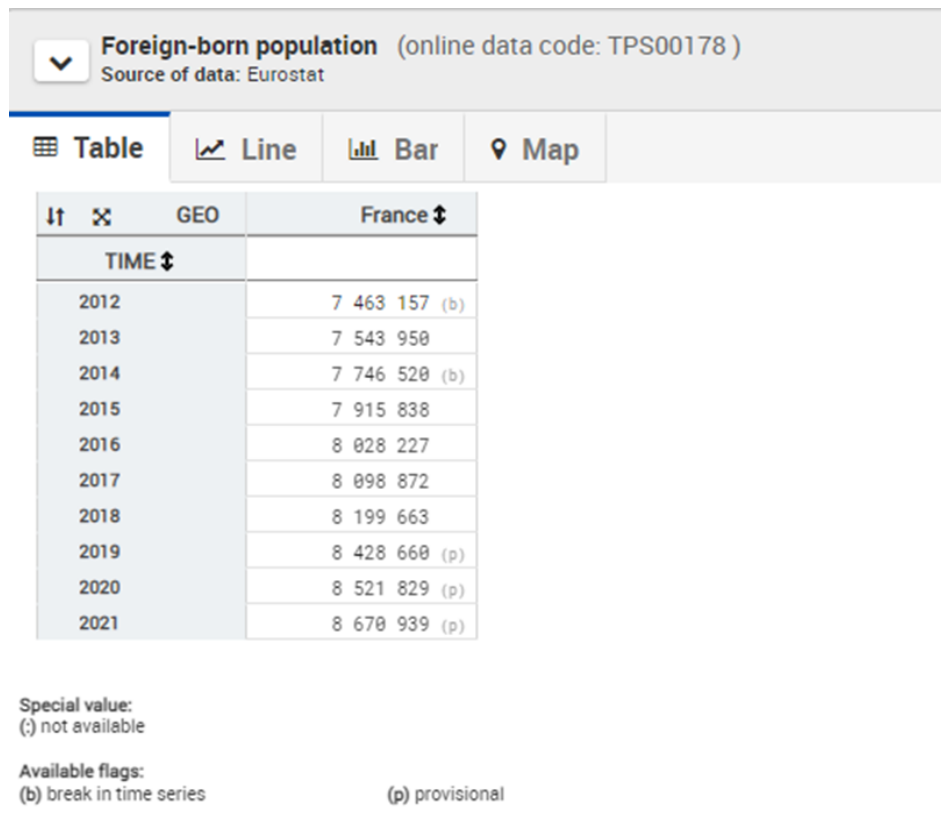 Foreign-born population (online data code: TPS00178 )
Source of data: Eurostat
Table Line Bar Map
GEO France
TIME
2012 7 463 157 (b)
2013 7 543 950
2014 7 746 520 (b)
2015 7 915 838
2016 8 028 227
2017 8 098 872
2018 8 199 663
2019 8 428 660 (p)
2020 8 521 829 (p)
2021 8 670 939 (p)
Special value:
(:) not available
Available flags:
(b) break in time series (p) provisional